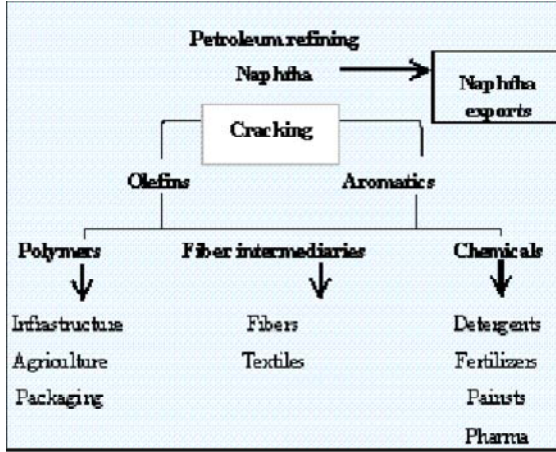 Petroleum refining
Naphtha
Naphtha
exports
Cracking
Olefins Aromatics
Polymers Fiber intermediaries Chemicals
Infrastructure Fibers Detergents
Agriculture Textiles Fertilizers
Packaging Painsts
Pharma